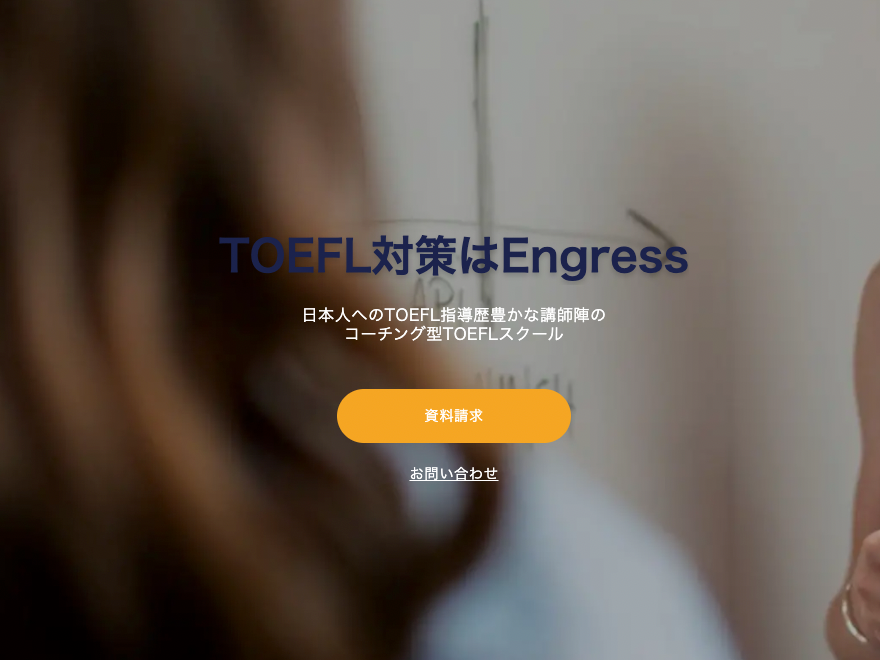 TOEFL対策はEngress
日本人へのTOEFL指導歴豊かな講師陣の
コーチング型TOEFLスクール
資料請求
お問い合わせ